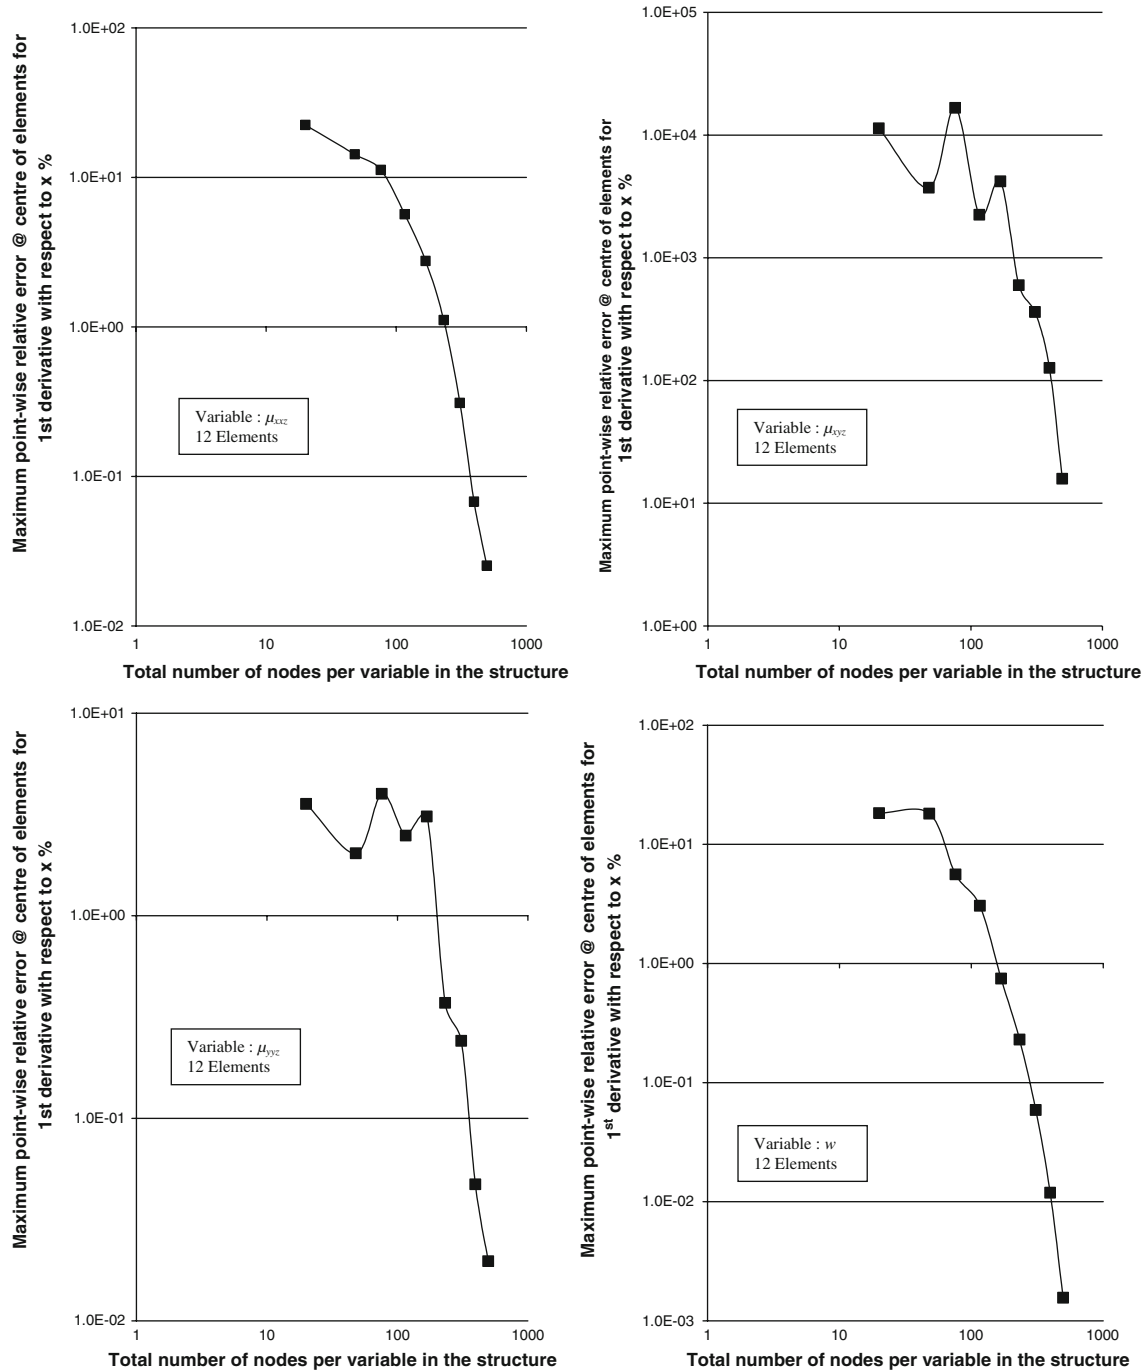 Maximum point-wise relative error @ centre of elements for
1st derivative with respect to x %
1.0E+02
1.0E+01
1.0E+00
1.0E-01
1.0E-02
1
10
100
1000
Variable : μxxz
12 Elements
Total number of nodes per variable in the structure
Maximum point-wise relative error @ centre of elements for
1st derivative with respect to x %
1.0E+05
1.0E+04
1.0E+03
1.0E+02
1.0E+01
1.0E+00
1
10
100
1000
Variable : μxyz
12 Elements
Total number of nodes per variable in the structure
Maximum point-wise relative error @ centre of elements for
1st derivative with respect to x %
1.0E+01
1.0E+00
1.0E-01
1.0E-02
1
10
100
1000
Variable : μyyz
12 Elements
Total number of nodes per variable in the structure
Maximum point-wise relative error @ centre of elements for
1st derivative with respect to x %
1.0E+02
1.0E+01
1.0E+00
1.0E-01
1.0E-02
1.0E-03
1
10
100
1000
Variable : w
12 Elements
Total number of nodes per variable in the structure